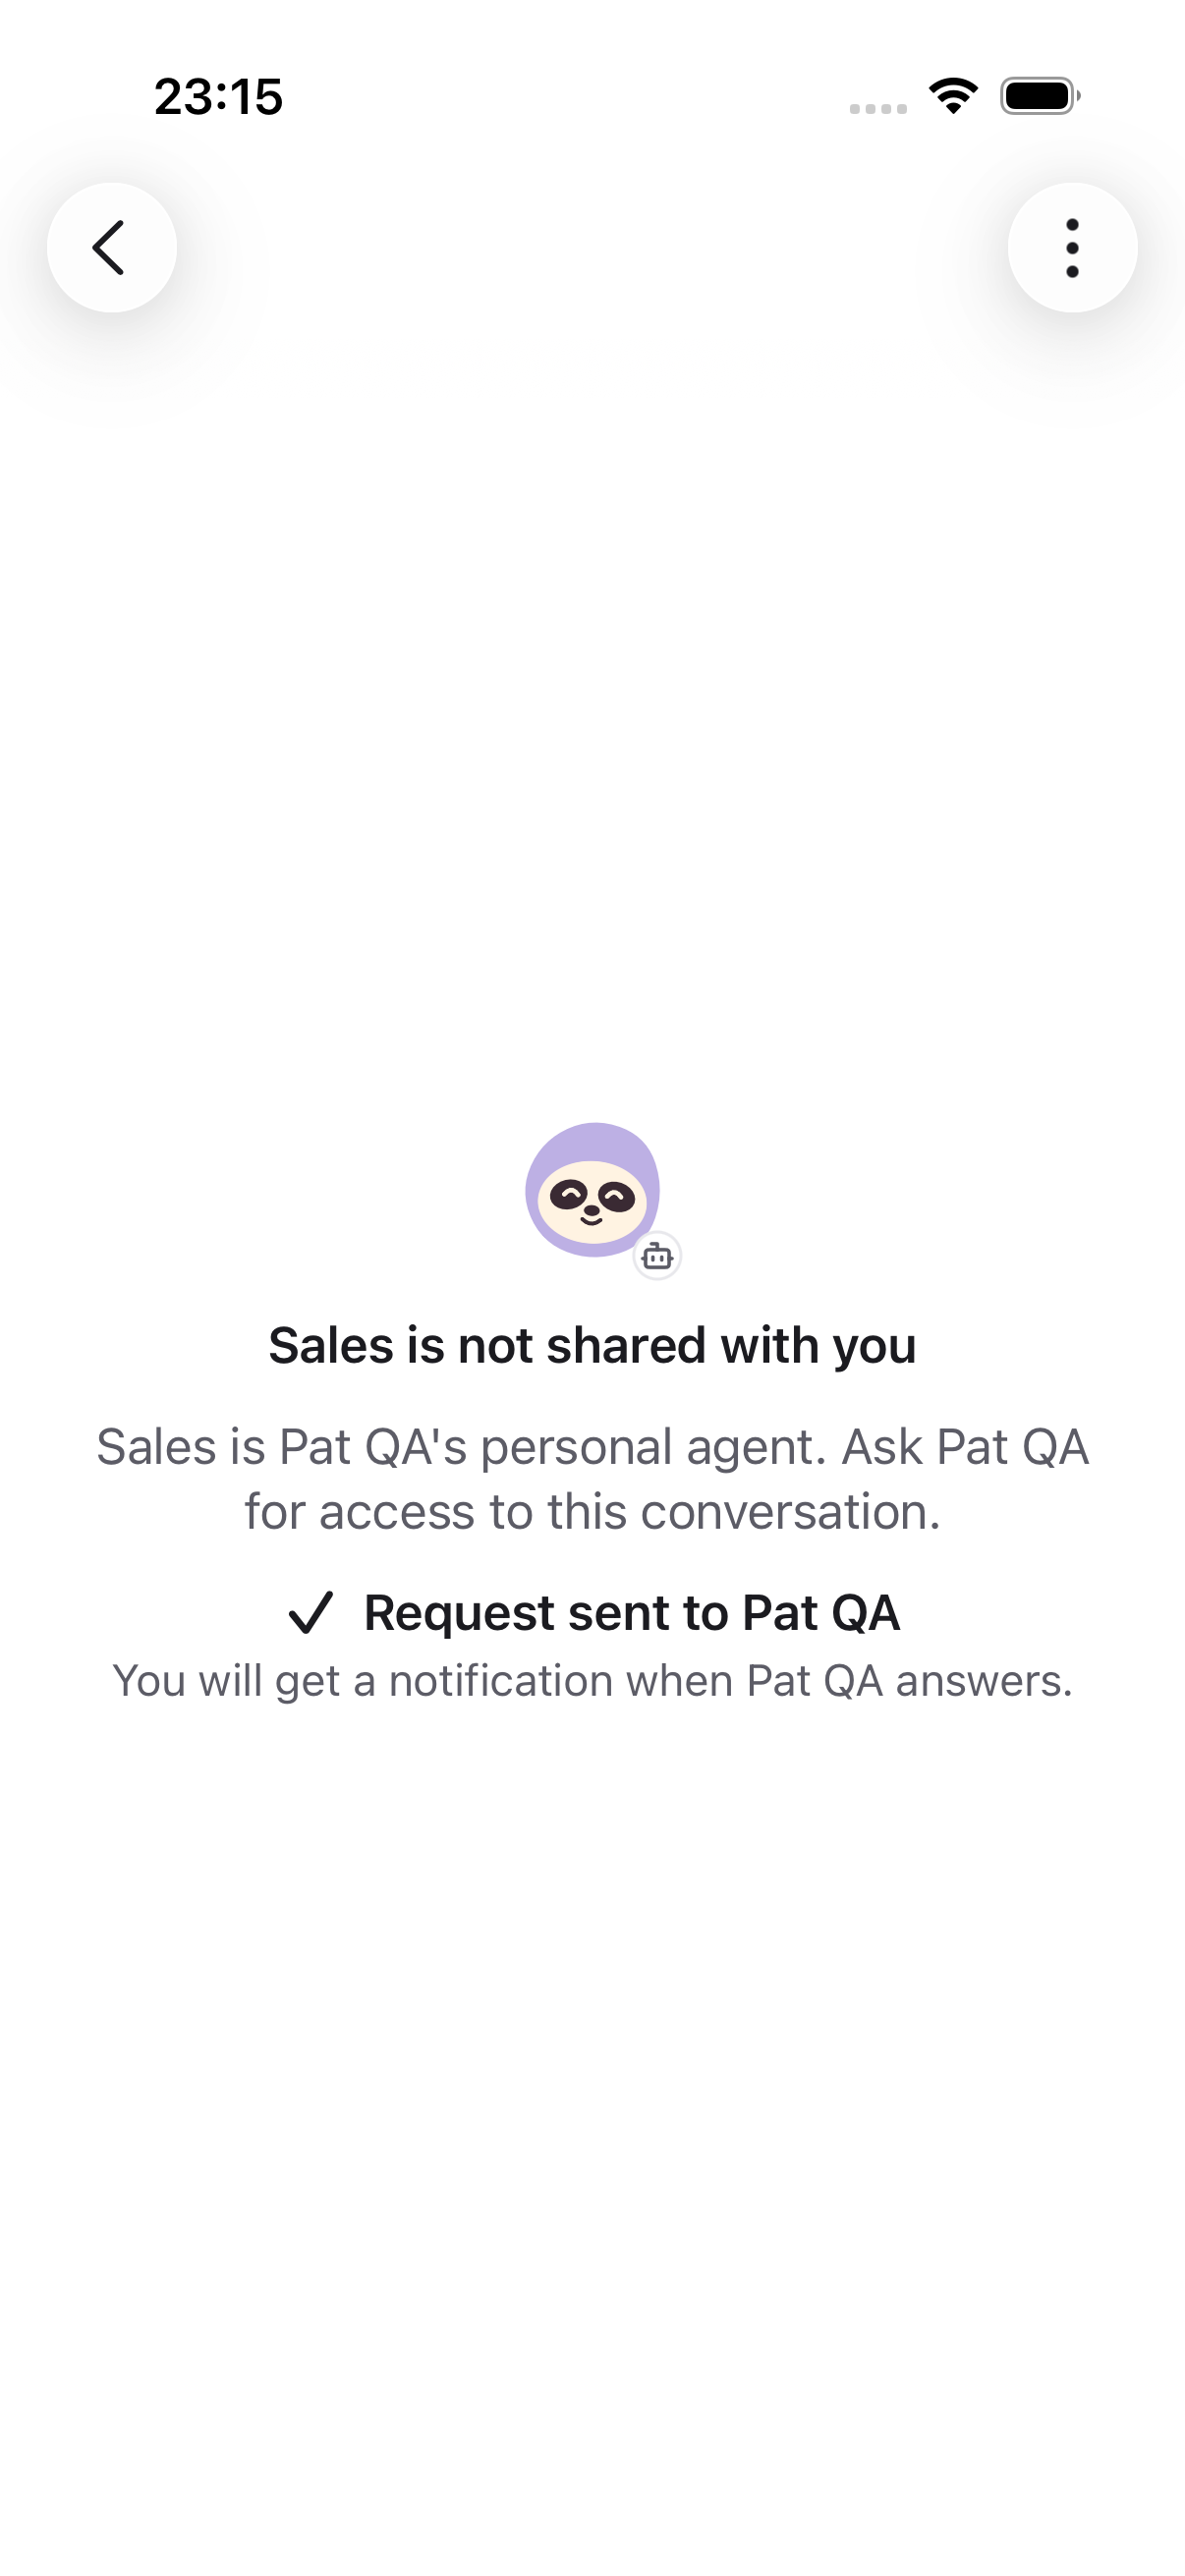 23:15
Sales is not shared with you
Sales is Pat QA's personal agent. Ask Pat QA
for access to this conversation.
Request sent to Pat QA
You will get a notification when Pat QA answers.